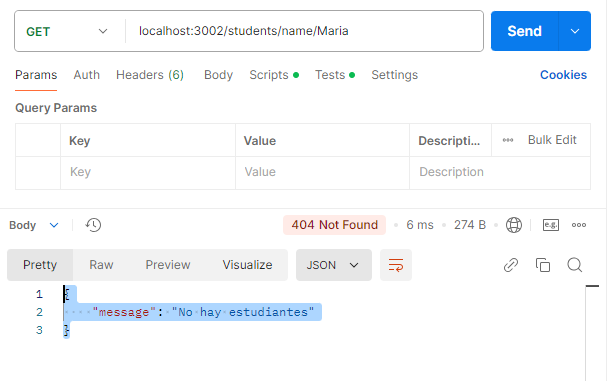 GET localhost:3002/students/name/Maria Send
Params Auth Headers (6) Body Scripts Tests Settings Cookies
Query Params
Key Value Descripti... Bulk Edit
Key Value Description
Body 404 Not Found 6 ms 274 B e.g.
Pretty Raw Preview Visualize JSON
1 {
2 "message": "No hay estudiantes"
3 }